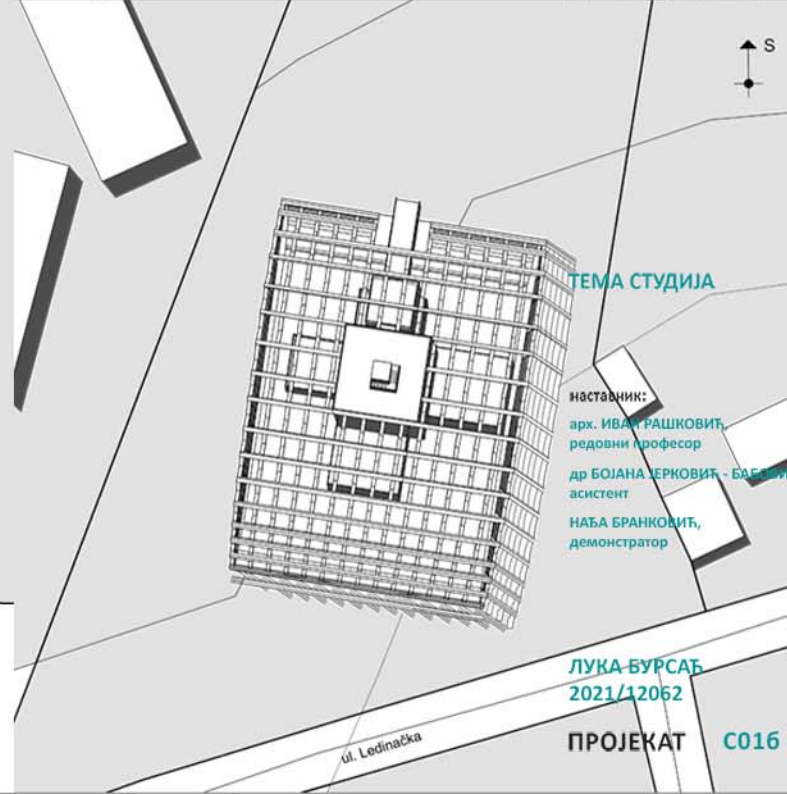 S
ТЕМА СТУДИЈА
наставник:
арх. ИВАН РАШКОВИЋ,
редовни професор
др БОЈАНА ЈЕРКОВИЋ -
асистент
НАЂА БРАНКОВИЋ,
демонстратор
ЛУКА БУРСАЋ
2021/12062
ul. Ledinačka
ПРОЈЕКАТ С01б